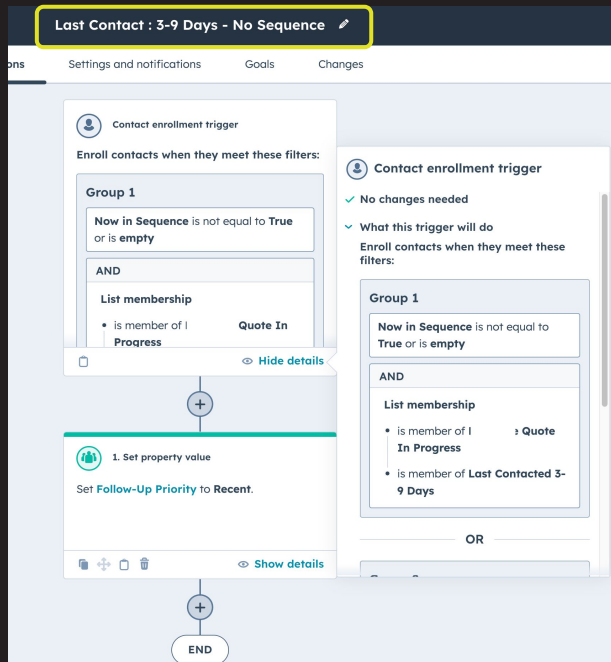 Last Contact : 3-9 Days - No Sequence
ons
Settings and notifications
Goals
Changes
Contact enrollment trigger
Enroll contacts when they meet these filters:
Group 1
Now in Sequence is not equal to True
or is empty
AND
List membership
is member of Quote In
Progress
Hide details
1. Set property value
Set Follow-Up Priority to Recent.
Show details
END
Contact enrollment trigger
No changes needed
What this trigger will do
Enroll contacts when they meet these
filters:
Group 1
Now in Sequence is not equal to
True or is empty
AND
List membership
is member of Quote
In Progress
is member of Last Contacted 3-
9 Days
OR